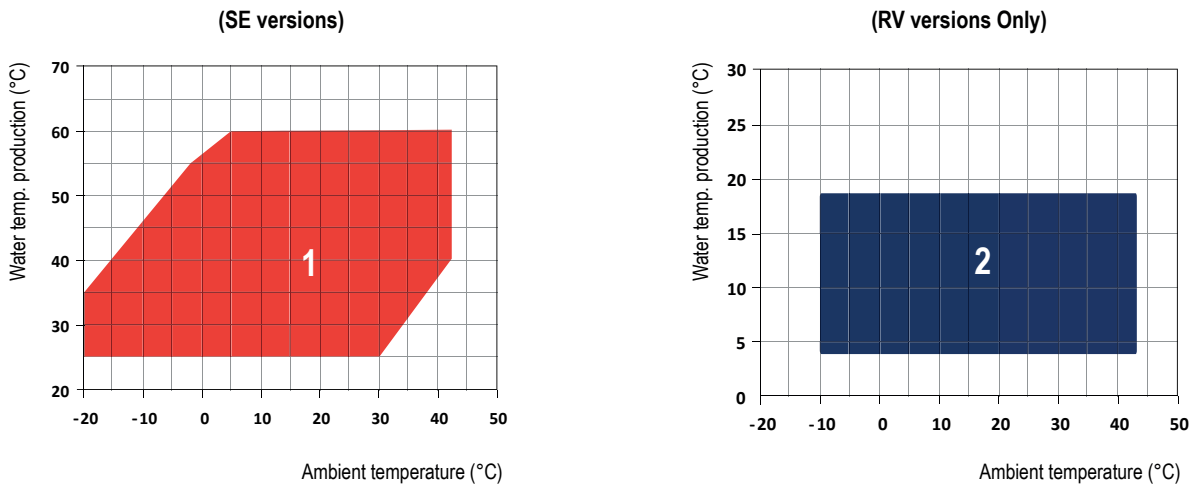 (SE versions)
70
60
50
40
30
20
-20 -10 0 10 20 30 40 50
Water temp. production (°C)
Ambient temperature (°C)
1
(RV versions Only)
30
25
20
15
10
5
0
-20 -10 0 10 20 30 40 50
Water temp. production (°C)
Ambient temperature (°C)
2